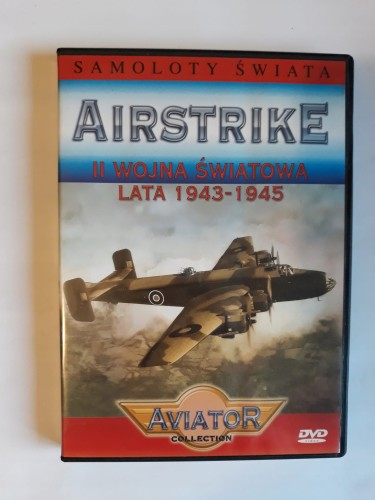 SAMOLOTY ŚWIATA
AIRSTRIKE
II WOJNA ŚWIATOWA
LATA 1943-1945
AVIATOR
COLLECTION
DVD